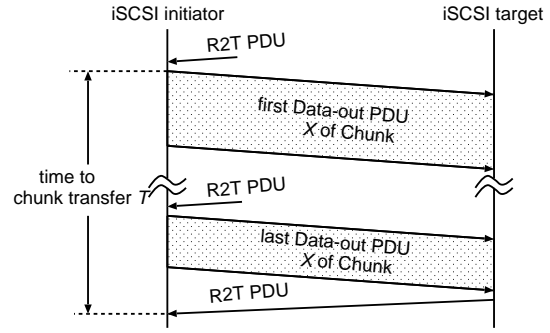 iSCSI initiator
iSCSI target
R2T PDU
first Data-out PDU
X of Chunk
time to
chunk transfer T
R2T PDU
last Data-out PDU
X of Chunk
R2T PDU